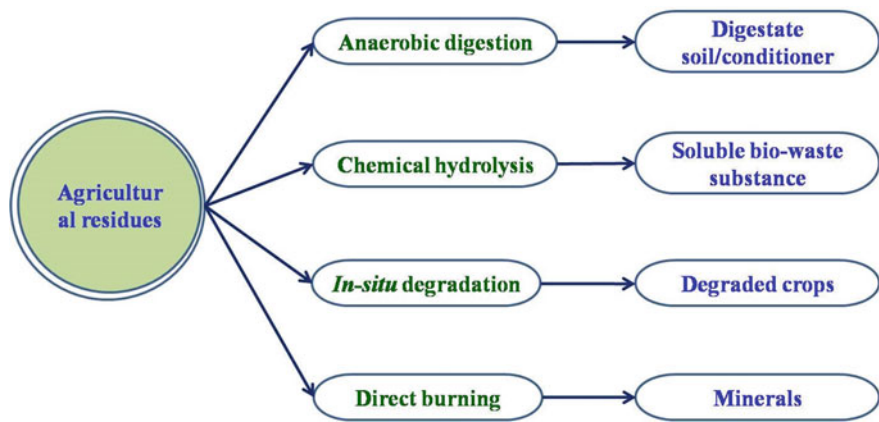 Anaerobic digestion
Digestate
soil/conditioner
Chemical hydrolysis
Soluble bio-waste
substance
Agricultur
al residues
In-situ degradation
Degraded crops
Direct burning
Minerals